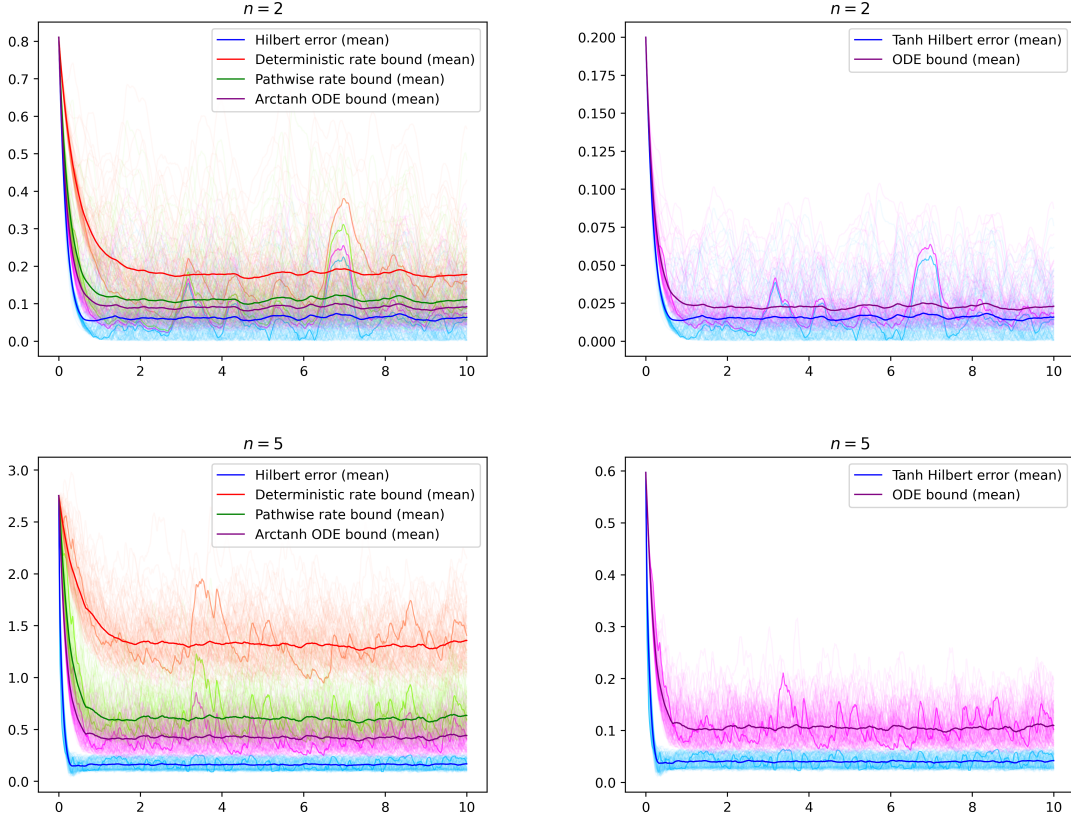 n = 2
0.8
0.7
0.6
0.5
0.4
0.3
0.2
0.1
0.0
0 2 4 6 8 10
Hilbert error (mean)
Deterministic rate bound (mean)
Pathwise rate bound (mean)
Arctanh ODE bound (mean)
n = 2
0.200
0.175
0.150
0.125
0.100
0.075
0.050
0.025
0.000
0 2 4 6 8 10
Tanh Hilbert error (mean)
ODE bound (mean)
n = 5
3.0
2.5
2.0
1.5
1.0
0.5
0.0
0 2 4 6 8 10
Hilbert error (mean)
Deterministic rate bound (mean)
Pathwise rate bound (mean)
Arctanh ODE bound (mean)
n = 5
0.6
0.5
0.4
0.3
0.2
0.1
0.0
0 2 4 6 8 10
Tanh Hilbert error (mean)
ODE bound (mean)